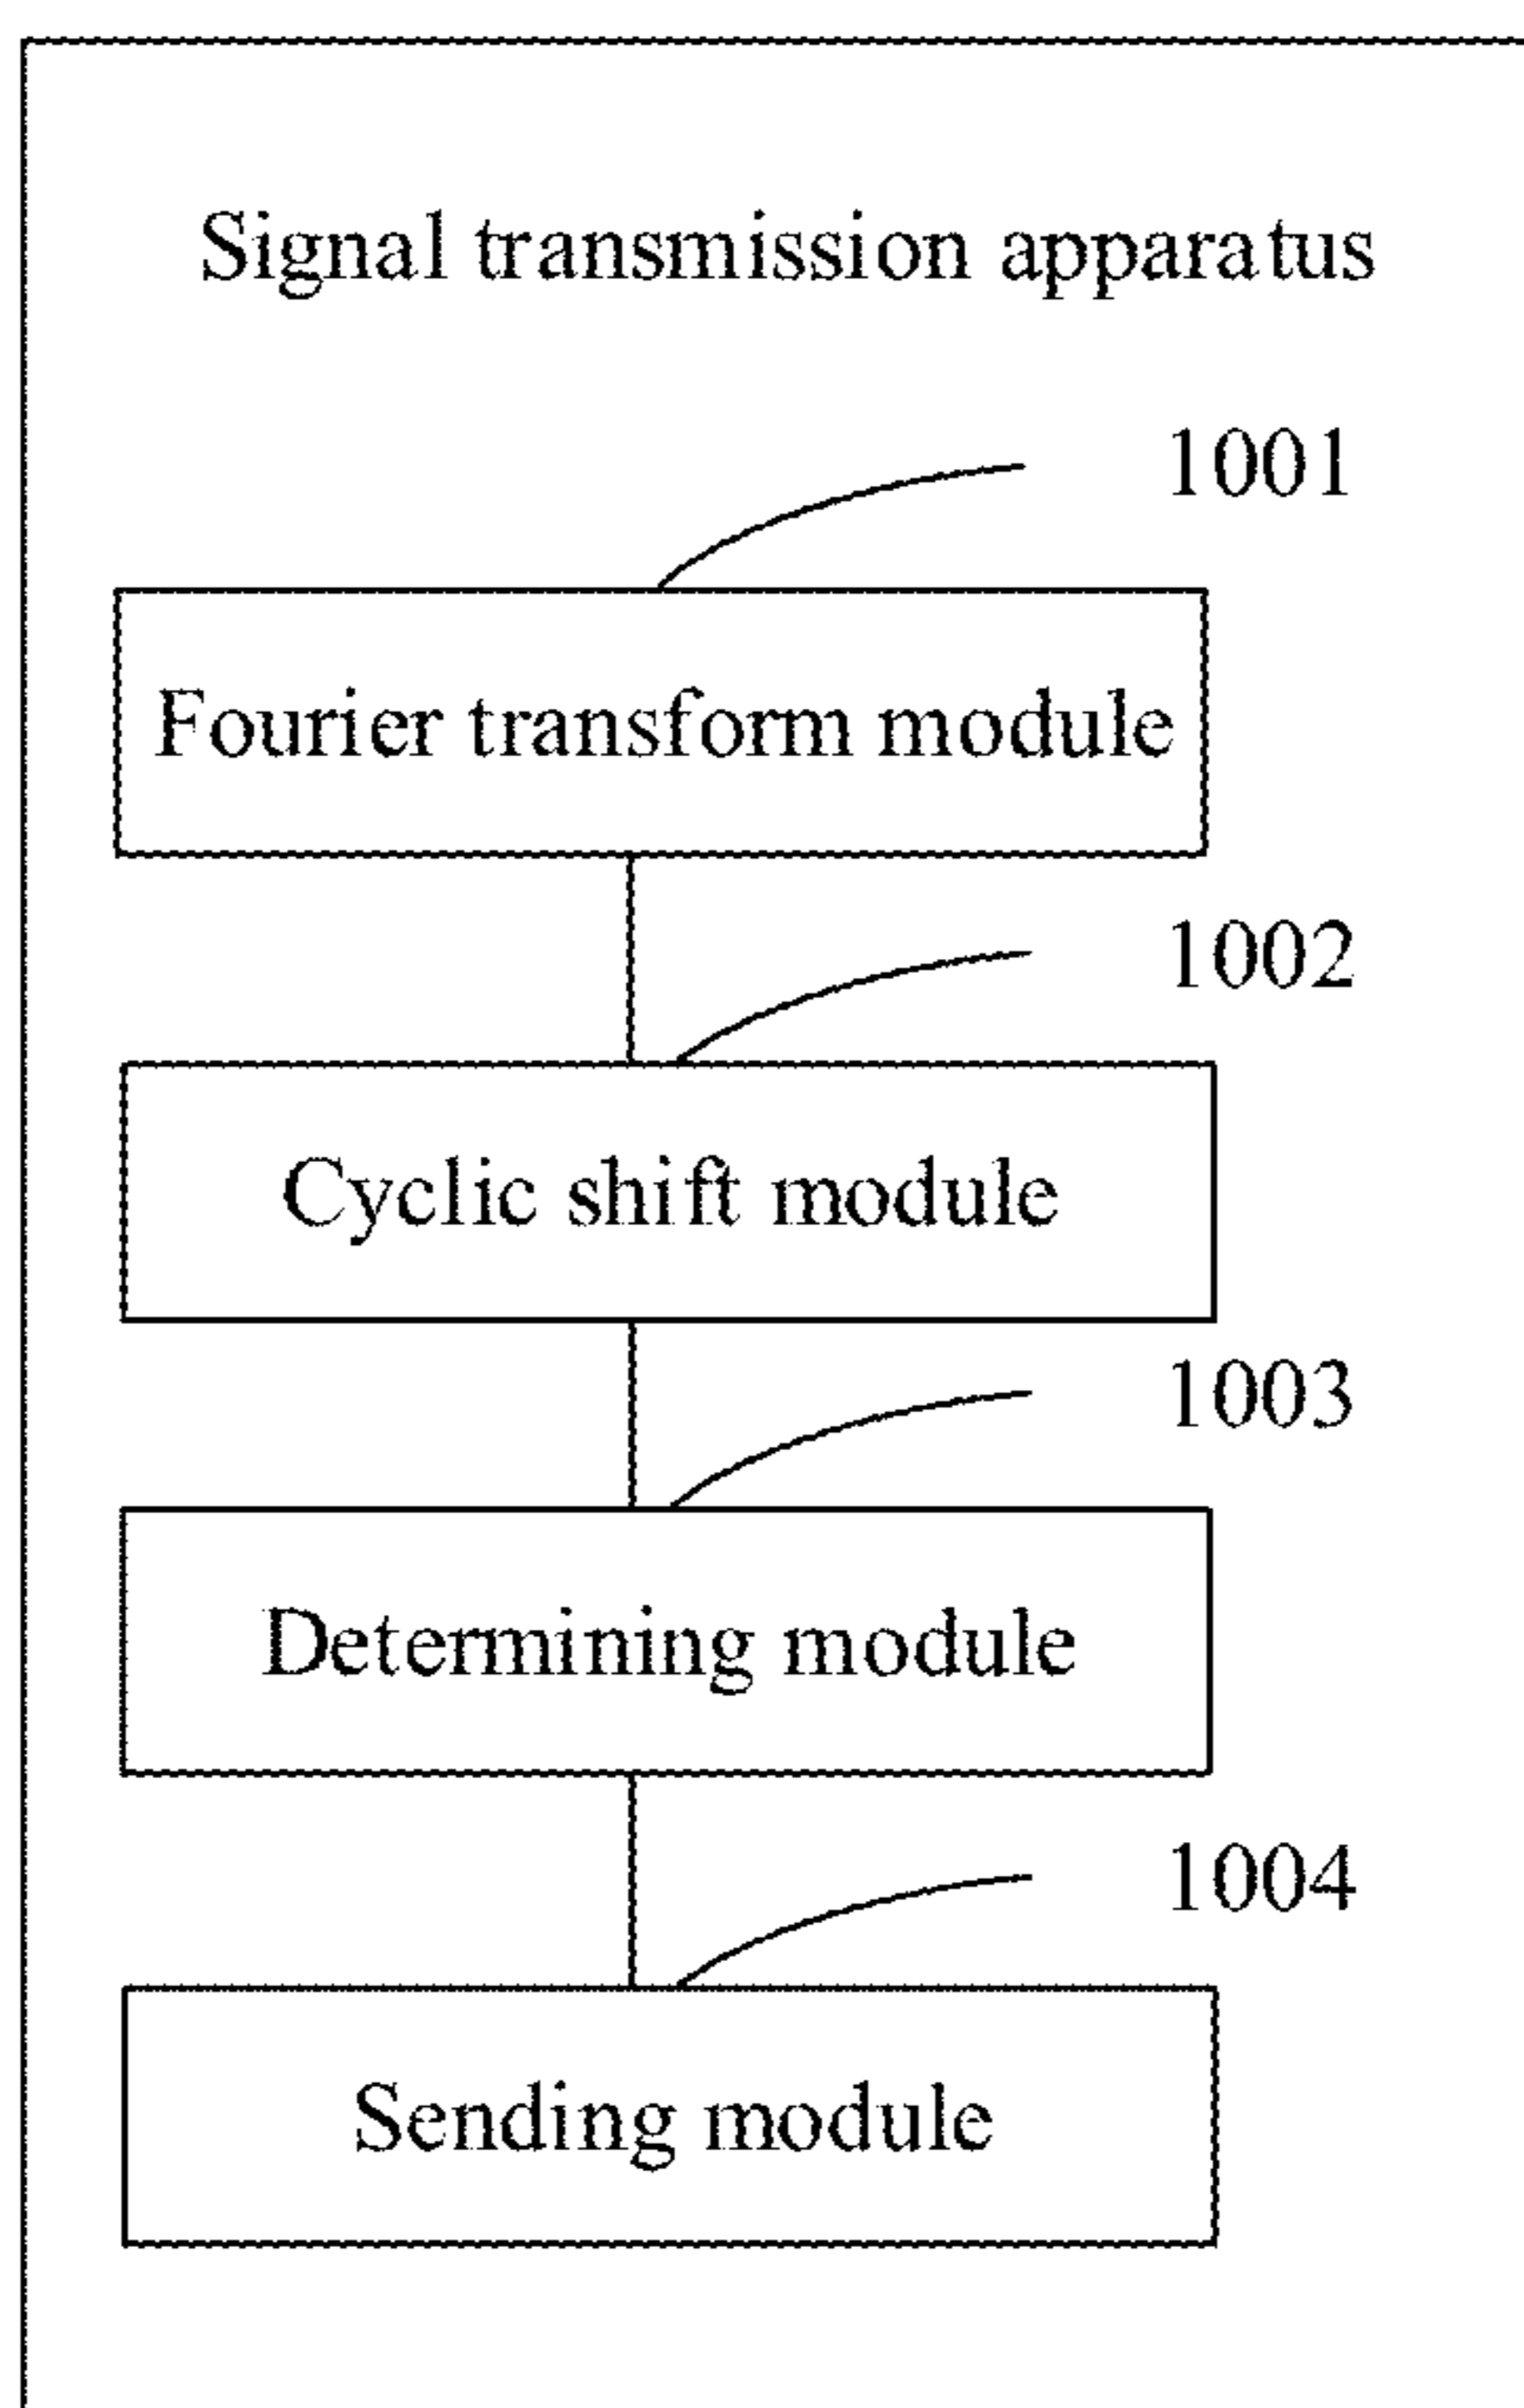 Signal transmission apparatus
1001
Fourier transform module
1002
Cyclic shift module
1003
Determining module
1004
Sending module